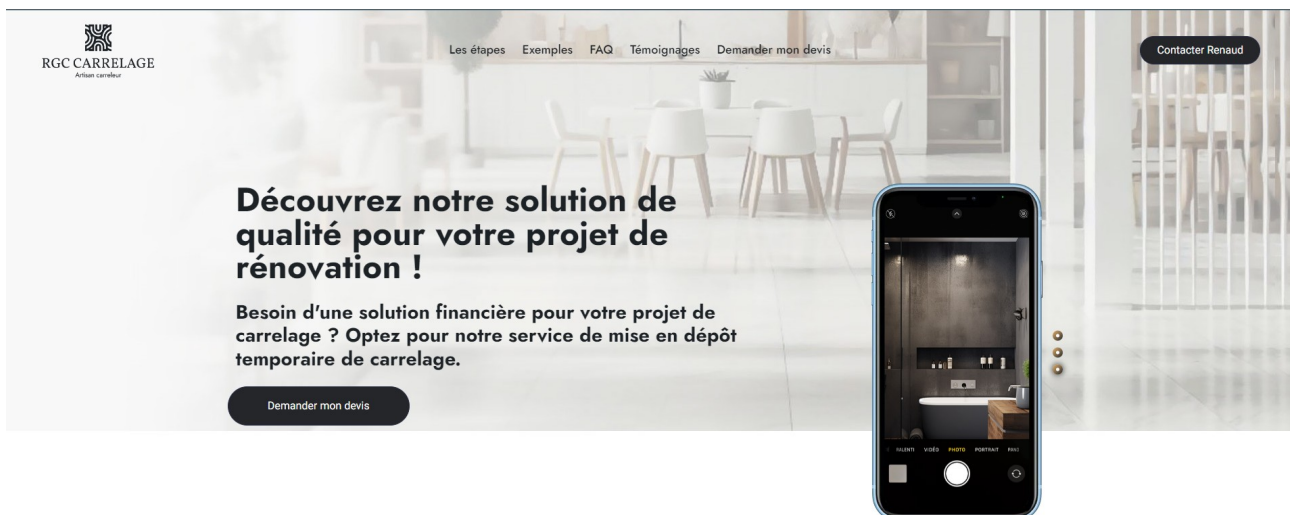 RGC CARRELAGE
Artisan carreleur
Les étapes Exemples FAQ Témoignages Demander mon devis
Contacter Renaud
Découvrez notre solution de
qualité pour votre projet de
rénovation !
Besoin d'une solution financière pour votre projet de
carrelage ? Optez pour notre service de mise en dépôt
temporaire de carrelage.
Demander mon devis
RALENTI VIDÉO PHOTO PORTRAIT PANO